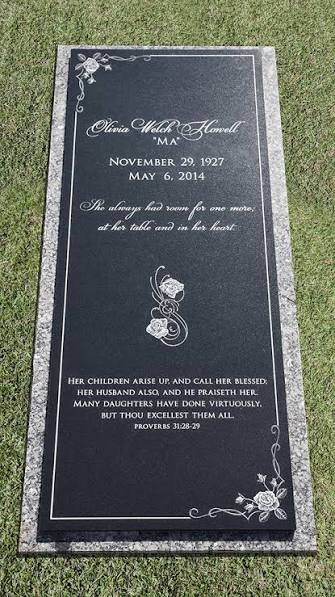 Olivia Welch Howell
"Ma"
November 29, 1927
May 6, 2014
She always had room for one more;
at her table and in her heart.
Her children arise up, and call her blessed;
her husband also, and he praiseth her.
Many daughters have done virtuously,
but thou excellest them all.
Proverbs 31:28-29